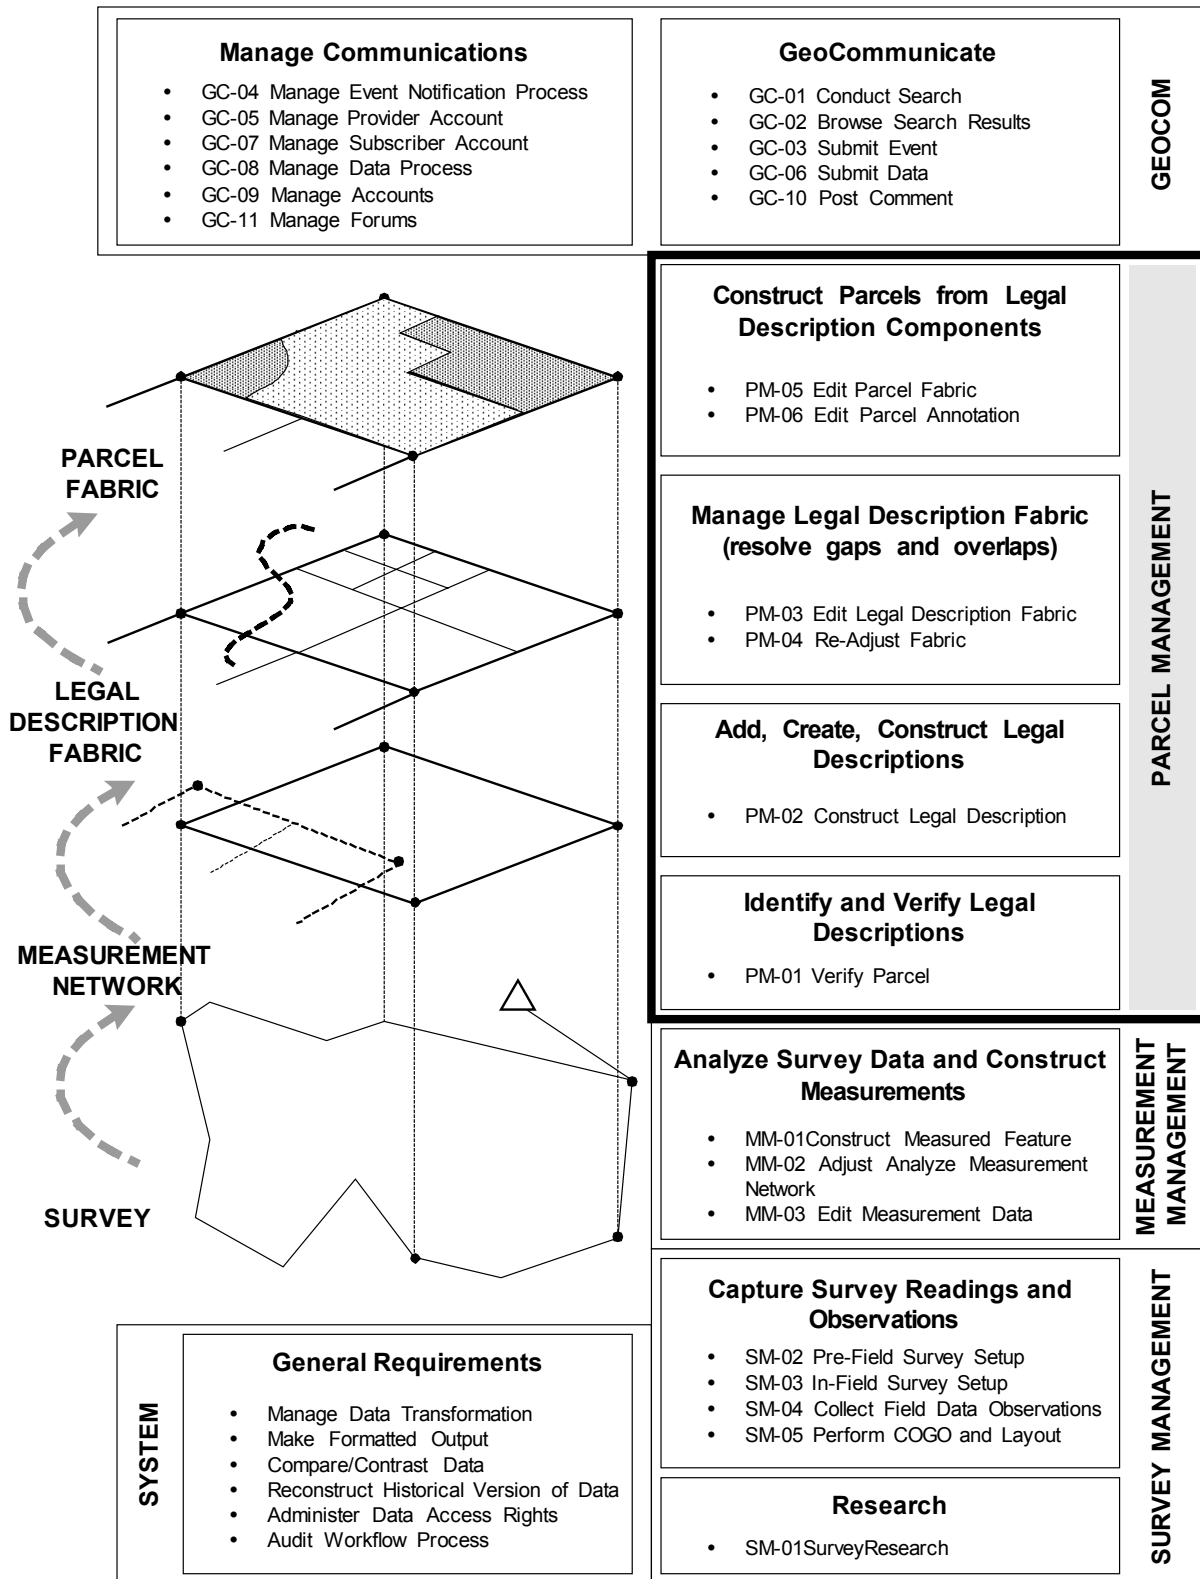 Manage Communications
• GC-04 Manage Event Notification Process
• GC-05 Manage Provider Account
• GC-07 Manage Subscriber Account
• GC-08 Manage Data Process
• GC-09 Manage Accounts
• GC-11 Manage Forums
GeoCommunicate
• GC-01 Conduct Search
• GC-02 Browse Search Results
• GC-03 Submit Event
• GC-06 Submit Data
• GC-10 Post Comment
GEOCOM
Construct Parcels from Legal
Description Components
• PM-05 Edit Parcel Fabric
• PM-06 Edit Parcel Annotation
Manage Legal Description Fabric
(resolve gaps and overlaps)
• PM-03 Edit Legal Description Fabric
• PM-04 Re-Adjust Fabric
Add, Create, Construct Legal
Descriptions
• PM-02 Construct Legal Description
Identify and Verify Legal
Descriptions
• PM-01 Verify Parcel
PARCEL MANAGEMENT
PARCEL
FABRIC
LEGAL
DESCRIPTION
FABRIC
MEASUREMENT
NETWORK
SURVEY
Analyze Survey Data and Construct
Measurements
• MM-01Construct Measured Feature
• MM-02 Adjust Analyze Measurement
Network
• MM-03 Edit Measurement Data
MEASUREMENT
MANAGEMENT
Capture Survey Readings and
Observations
• SM-02 Pre-Field Survey Setup
• SM-03 In-Field Survey Setup
• SM-04 Collect Field Data Observations
• SM-05 Perform COGO and Layout
Research
• SM-01SurveyResearch
SURVEY MANAGEMENT
SYSTEM
General Requirements
• Manage Data Transformation
• Make Formatted Output
• Compare/Contrast Data
• Reconstruct Historical Version of Data
• Administer Data Access Rights
• Audit Workflow Process